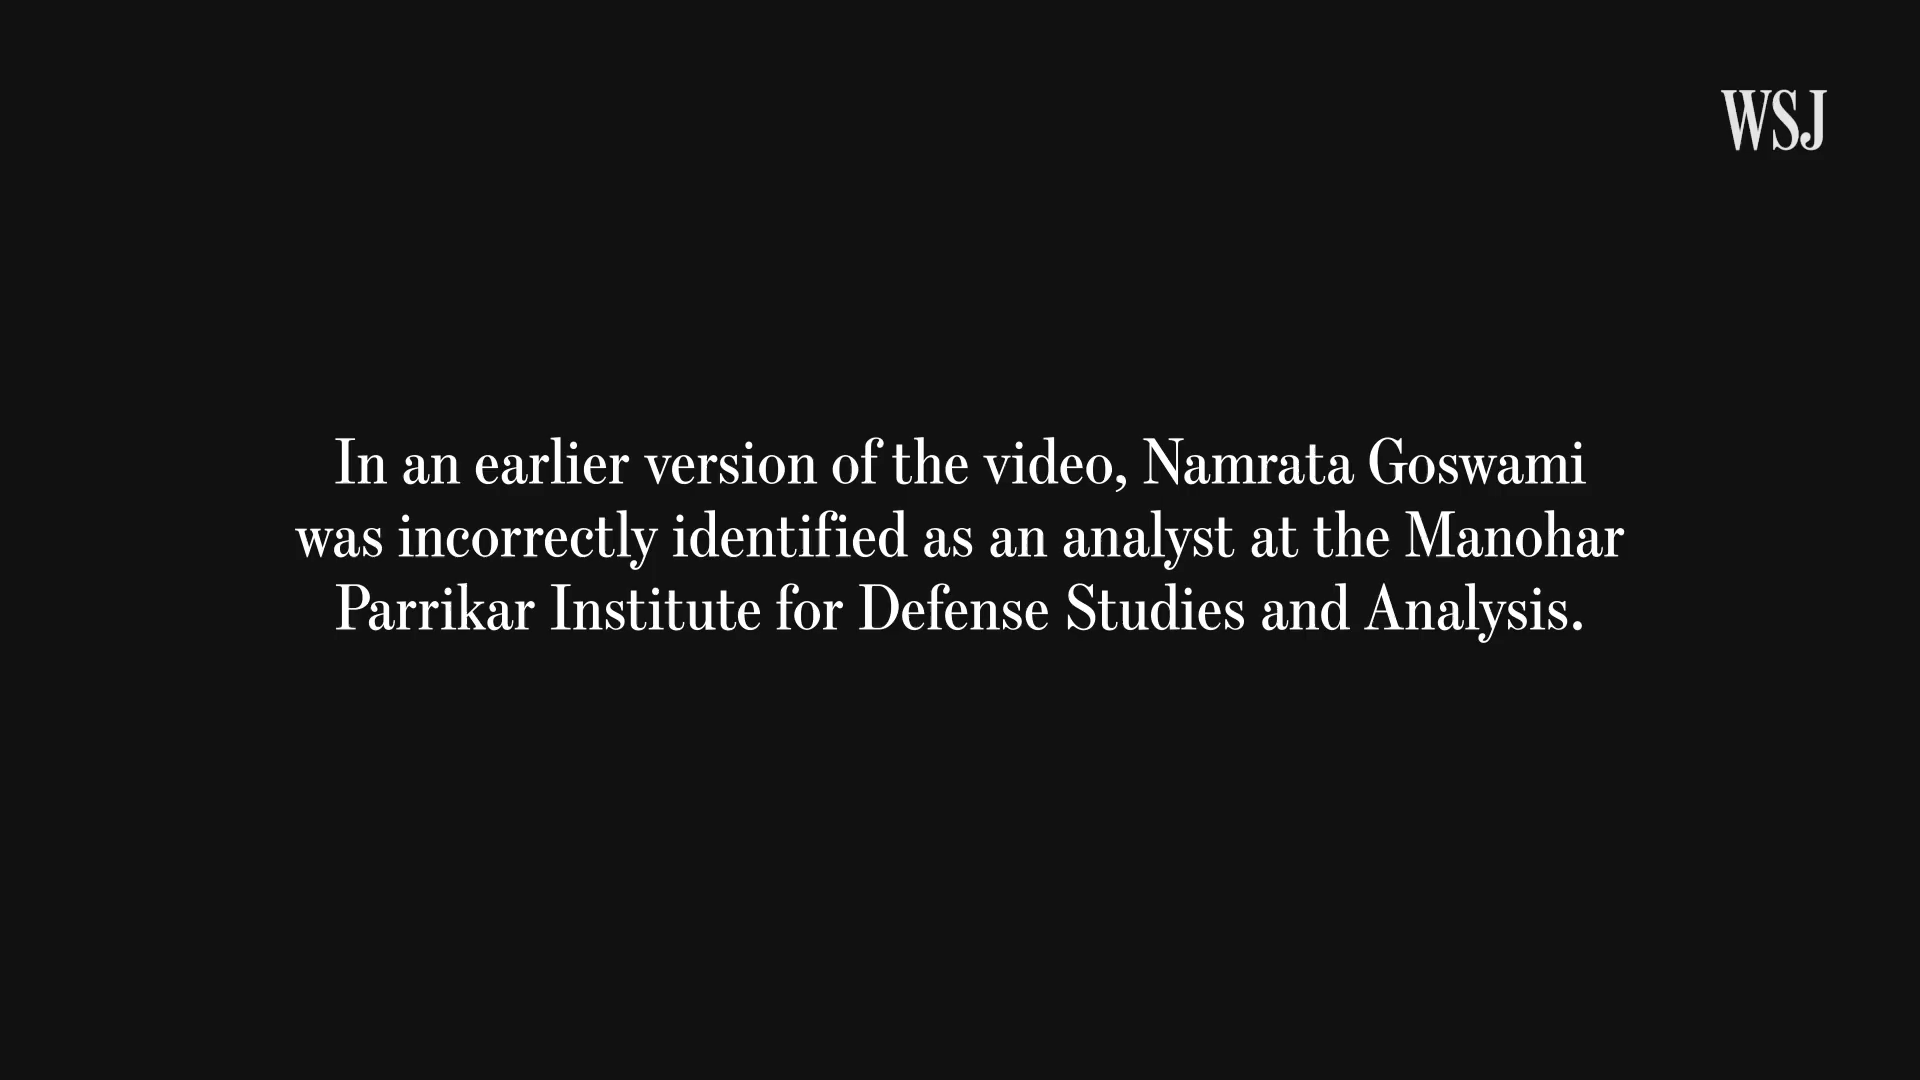 WSJ
In an earlier version of the video, Namrata Goswami
was incorrectly identified as an analyst at the Manohar
Parrikar Institute for Defense Studies and Analysis.